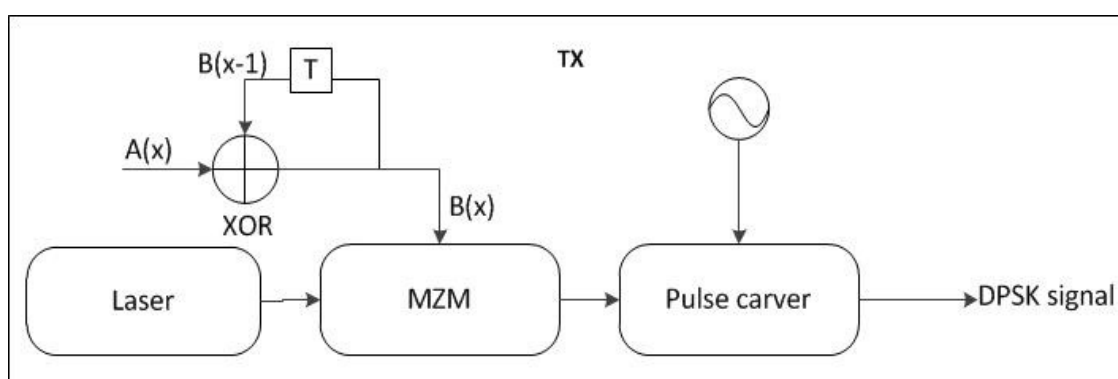 TX
B(x-1)
T
A(x)
XOR
B(x)
Laser
MZM
Pulse carver
DPSK signal